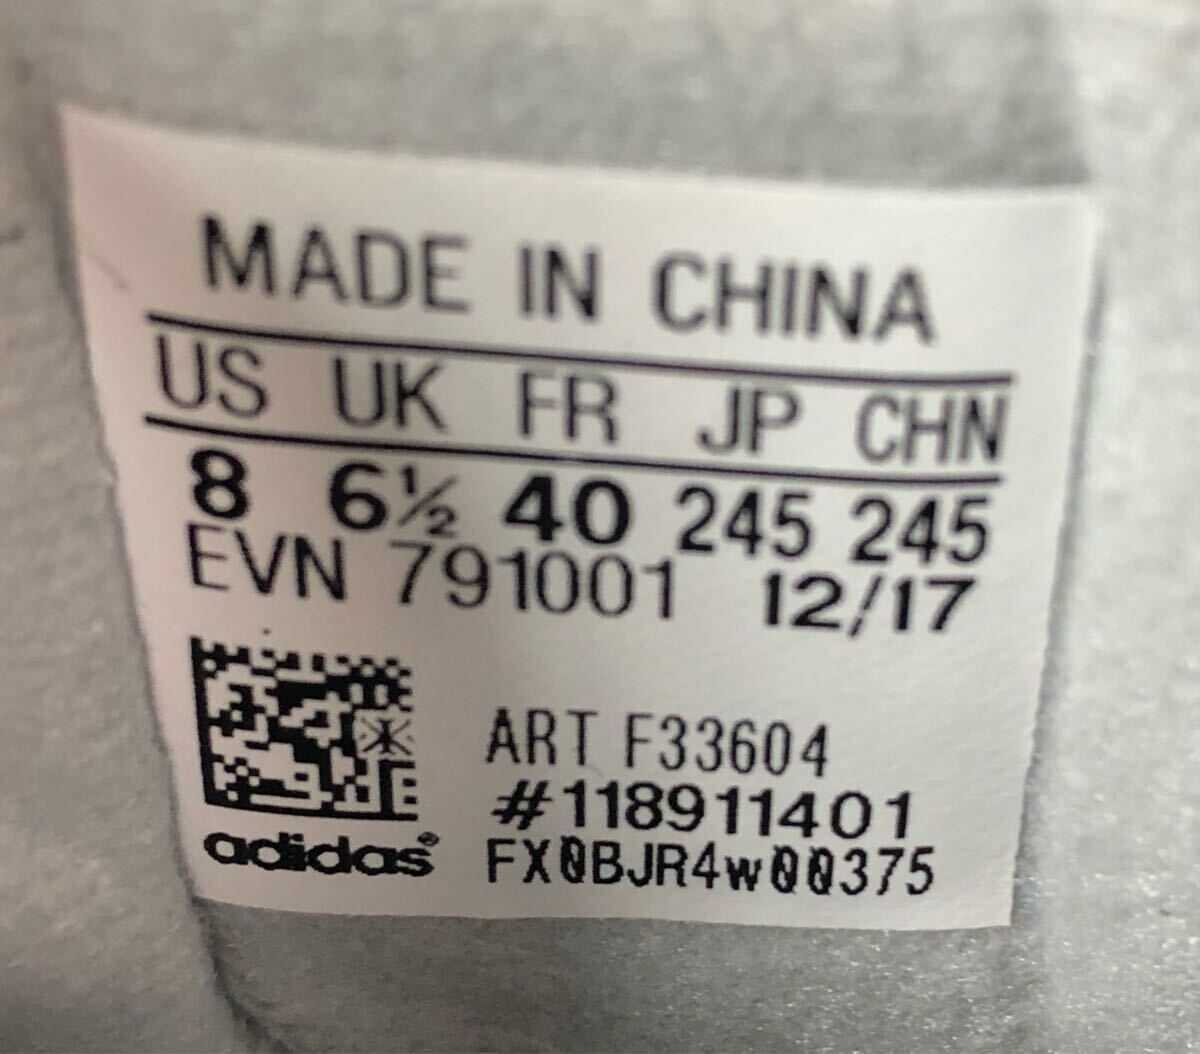 MADE IN CHINA
US UK FR JP CHN
8 6½ 40 245 245
EVN 791001 12/17
ART F33604
#118911401
adidas® FX0BJR4w00375